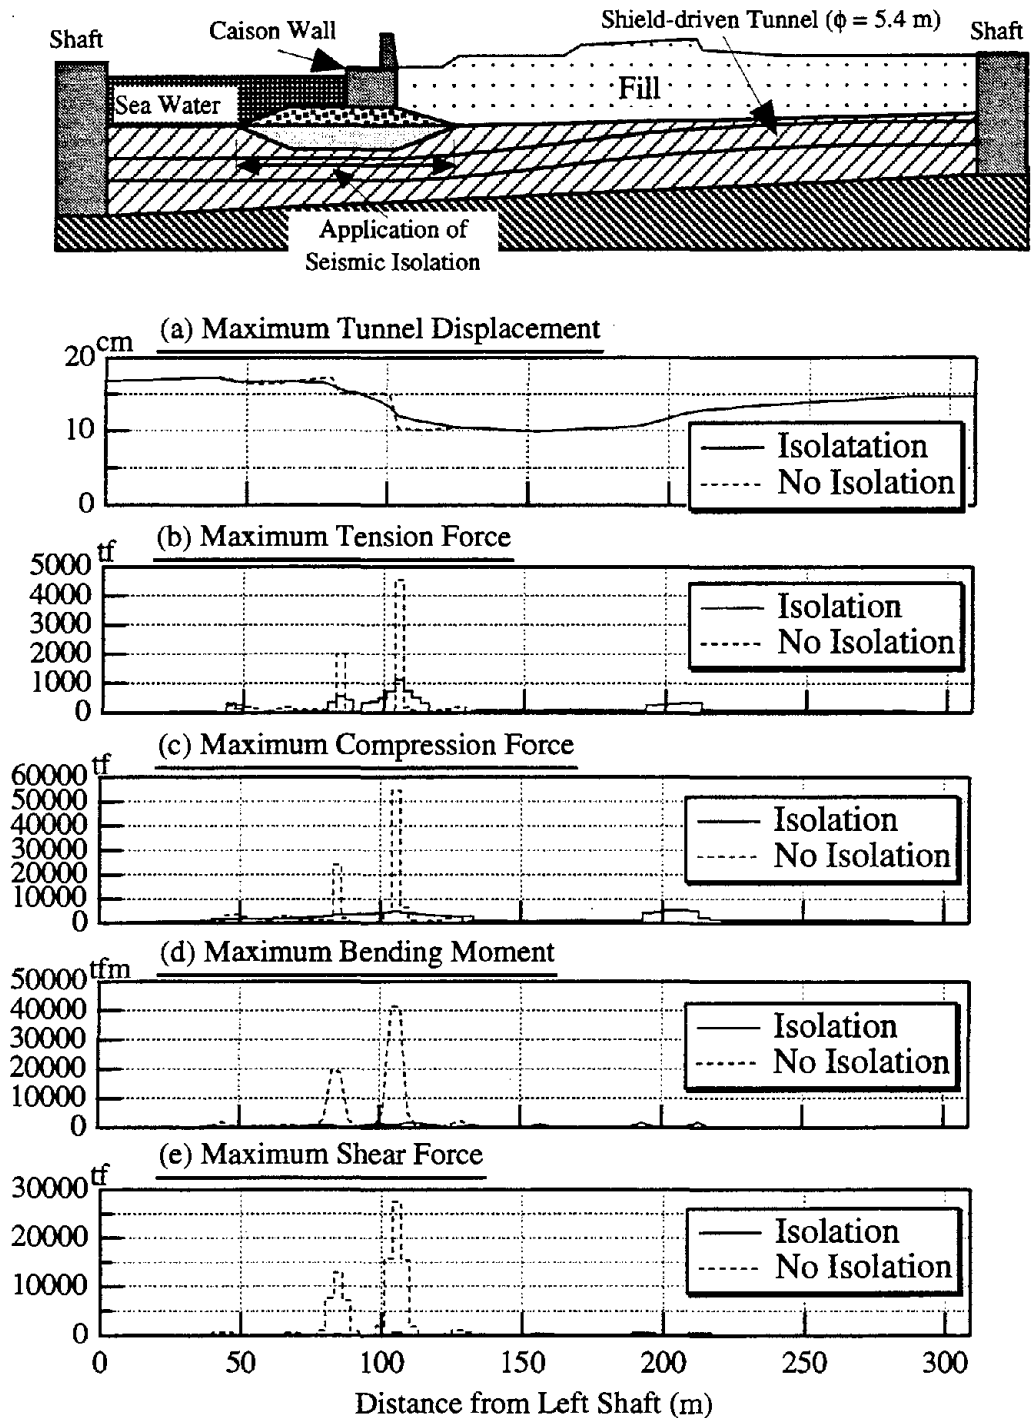 Shaft
Caison Wall
Shield-driven Tunnel (ϕ = 5.4 m)
Shaft
Sea Water
Fill
Application of
Seismic Isolation
(a) Maximum Tunnel Displacement
cm
20
10
0
Isolatation
No Isolation
(b) Maximum Tension Force
tf
5000
4000
3000
2000
1000
0
Isolation
No Isolation
(c) Maximum Compression Force
tf
60000
50000
40000
30000
20000
10000
0
Isolation
No Isolation
(d) Maximum Bending Moment
tfm
50000
40000
30000
20000
10000
0
Isolation
No Isolation
(e) Maximum Shear Force
tf
30000
20000
10000
0
Isolation
No Isolation
0 50 100 150 200 250 300
Distance from Left Shaft (m)